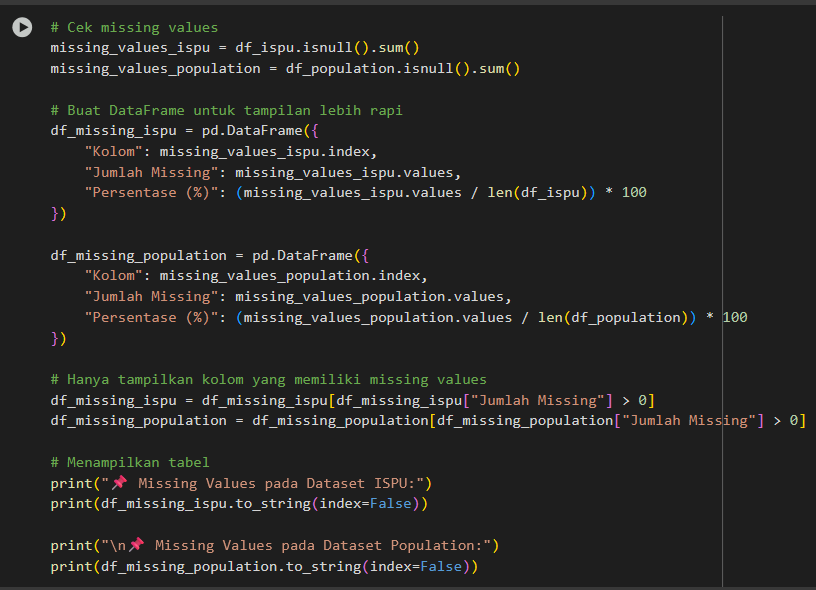 # Cek missing values
missing_values_ispu = df_ispu.isnull().sum()
missing_values_population = df_population.isnull().sum()

# Buat DataFrame untuk tampilan lebih rapi
df_missing_ispu = pd.DataFrame({
    "Kolom": missing_values_ispu.index,
    "Jumlah Missing": missing_values_ispu.values,
    "Persentase (%)": (missing_values_ispu.values / len(df_ispu)) * 100
})

df_missing_population = pd.DataFrame({
    "Kolom": missing_values_population.index,
    "Jumlah Missing": missing_values_population.values,
    "Persentase (%)": (missing_values_population.values / len(df_population)) * 100
})

# Hanya tampilkan kolom yang memiliki missing values
df_missing_ispu = df_missing_ispu[df_missing_ispu["Jumlah Missing"] > 0]
df_missing_population = df_missing_population[df_missing_population["Jumlah Missing"] > 0]

# Menampilkan tabel
print("📌 Missing Values pada Dataset ISPU:")
print(df_missing_ispu.to_string(index=False))

print("\n📌 Missing Values pada Dataset Population:")
print(df_missing_population.to_string(index=False))